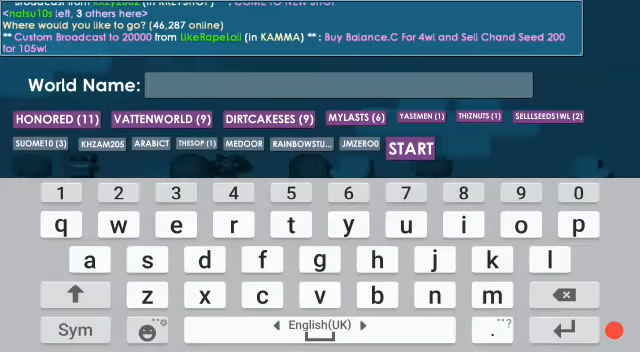 <natsu10s left, 3 others here>
Where would you like to go? (46,287 online)
** Custom Broadcast to 20000 from LikeRapeLoli (in KAMMA) ** : Buy Balance.C For 4wl and Sell Chand Seed 200
for 105wl
World Name:
HONORED (11) VATTENWORLD (9) DIRTCAKESES (9) MYLASTS (6) YASEMEN (1) THIZNUTS (1) SELLLSEEDS1WL (2)
SUOME10 (3) KHZAM205 ARABICT THESOP (1) MEDOOR RAINBOWSTU... JMZERO0 START
1 2 3 4 5 6 7 8 9 0
q w e r t y u i o p
a s d f g h j k l
z x c v b n m
Sym English(UK) . ?